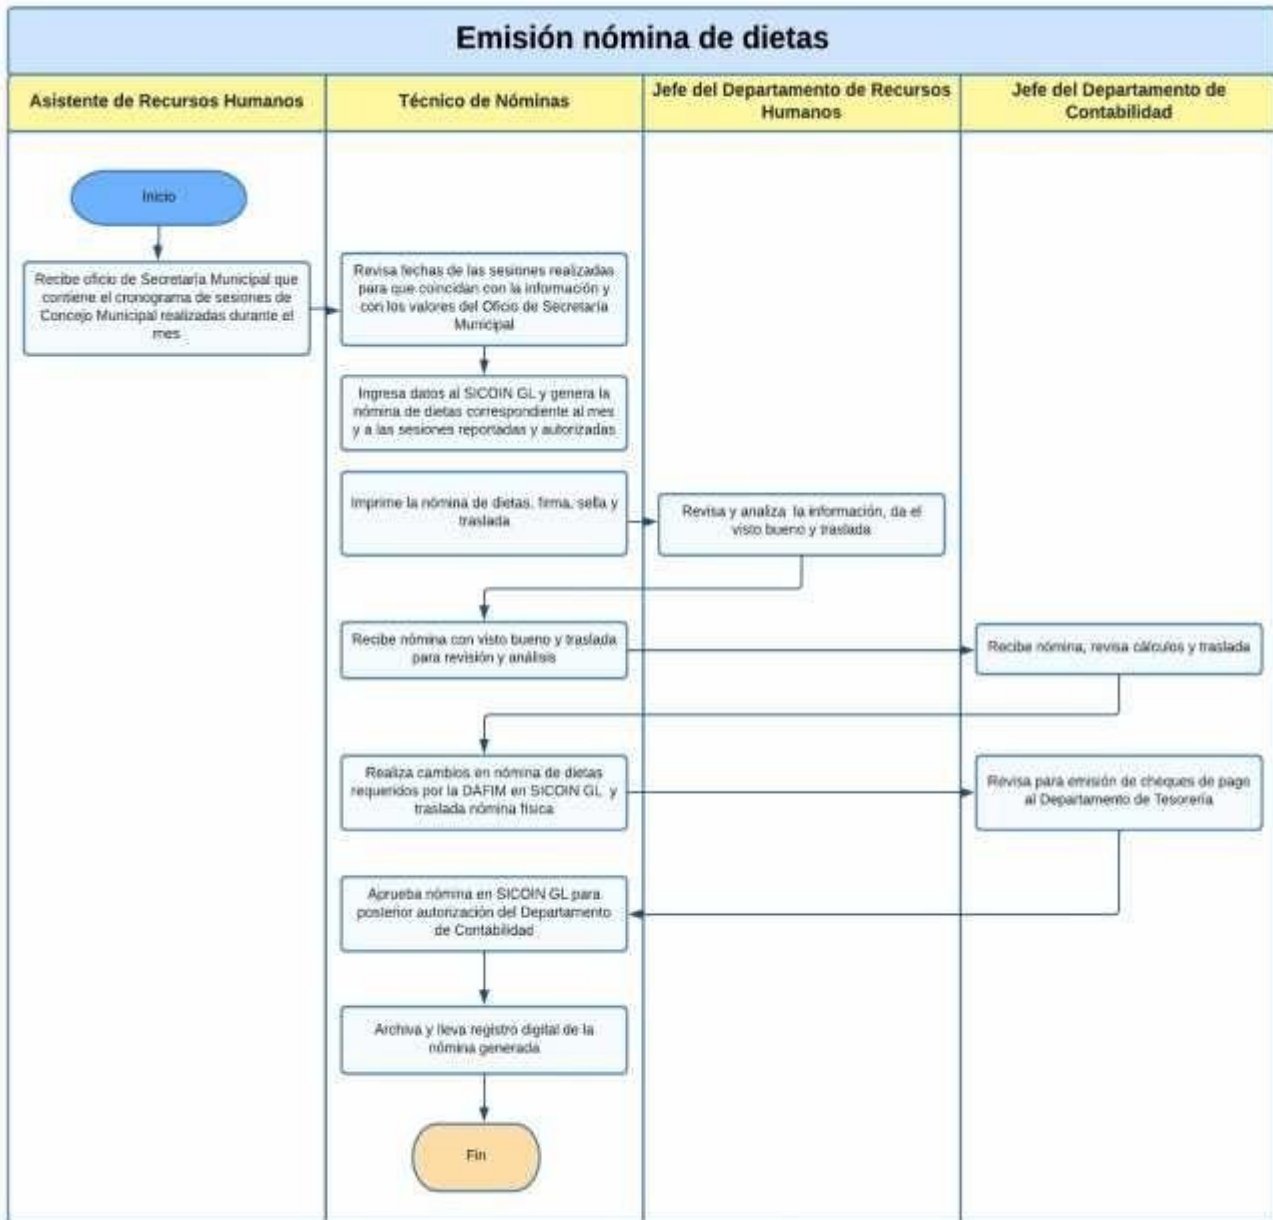 Emisión nómina de dietas
Asistente de Recursos Humanos
Técnico de Nóminas
Jefe del Departamento de Recursos
Humanos
Jefe del Departamento de
Contabilidad
Inicio
Recibe oficio de Secretaría Municipal que
contiene el cronograma de sesiones de
Concejo Municipal realizadas durante el
mes
Revisa fechas de las sesiones realizadas
para que coincidan con la información y
con los valores del Oficio de Secretaría
Municipal
Ingresa datos al SICOIN GL y genera la
nómina de dietas correspondiente al mes
y a las sesiones reportadas y autorizadas
Imprime la nómina de dietas, firma, sella y
traslada
Revisa y analiza la información, da el
visto bueno y traslada
Recibe nómina con visto bueno y traslada
para revisión y análisis
Recibe nómina, revisa cálculos y traslada
Realiza cambios en nómina de dietas
requeridos por la DAFIM en SICOIN GL y
traslada nómina física
Revisa para emisión de cheques de pago
al Departamento de Tesorería
Aprueba nómina en SICOIN GL para
posterior autorización del Departamento
de Contabilidad
Archiva y lleva registro digital de la
nómina generada
Fin